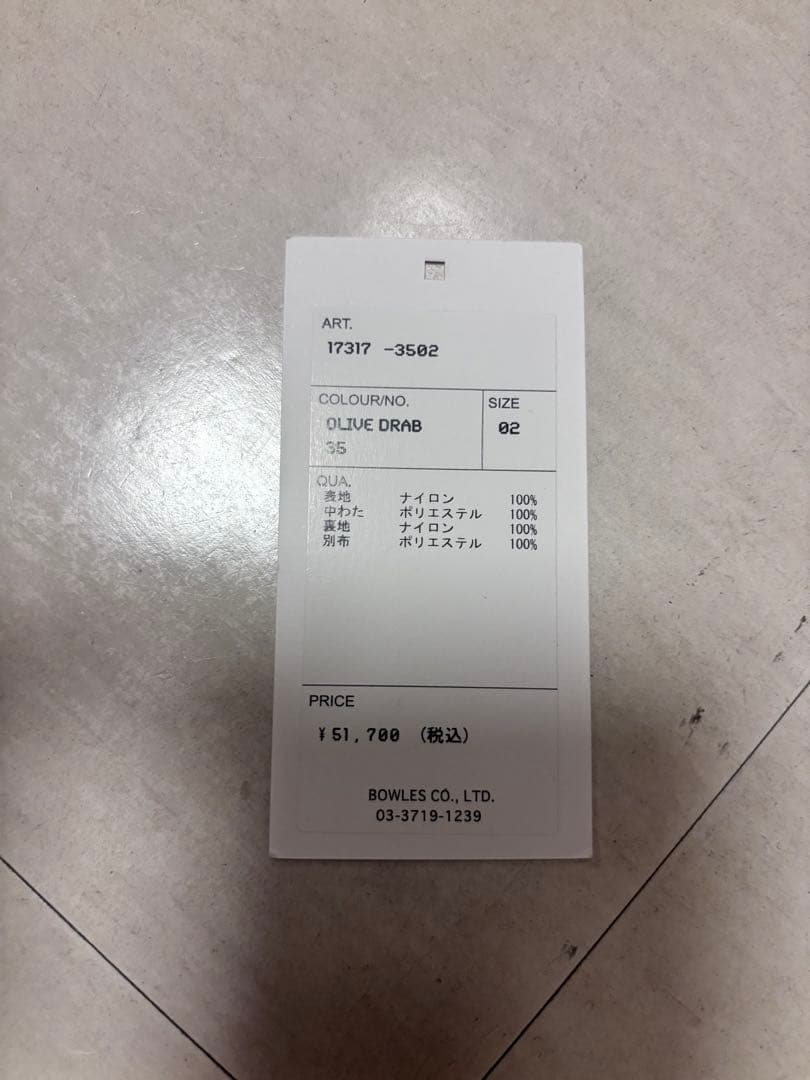 ART.
17317 -3502
COLOUR/NO.
OLIVE DRAB
35
SIZE
02
QUA.
表地 ナイロン 100%
中わた ポリエステル 100%
裏地 ナイロン 100%
別布 ポリエステル 100%
PRICE
¥51,700 (税込)
BOWLES CO., LTD.
03-3719-1239